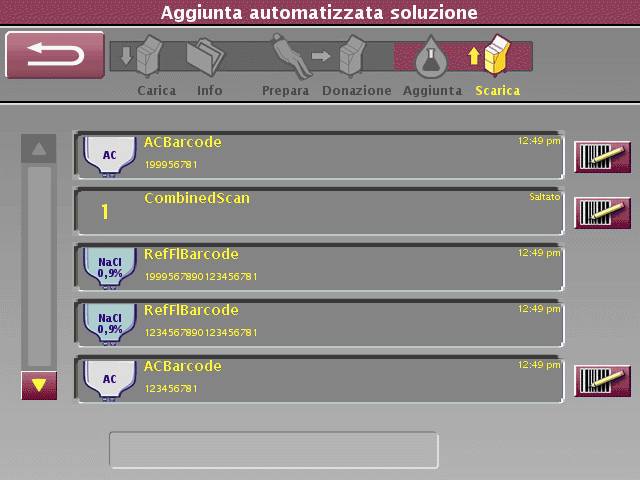 Aggiunta automatizzata soluzione
Carica Info Prepara Donazione Aggiunta Scarica
AC ACBarcode 12:49 pm
199956781
1 CombinedScan Saltato
NaCl 0,9% RefFlBarcode 12:49 pm
1999567890123456781
NaCl 0,9% RefFlBarcode 12:49 pm
1234567890123456781
AC ACBarcode 12:49 pm
123456781